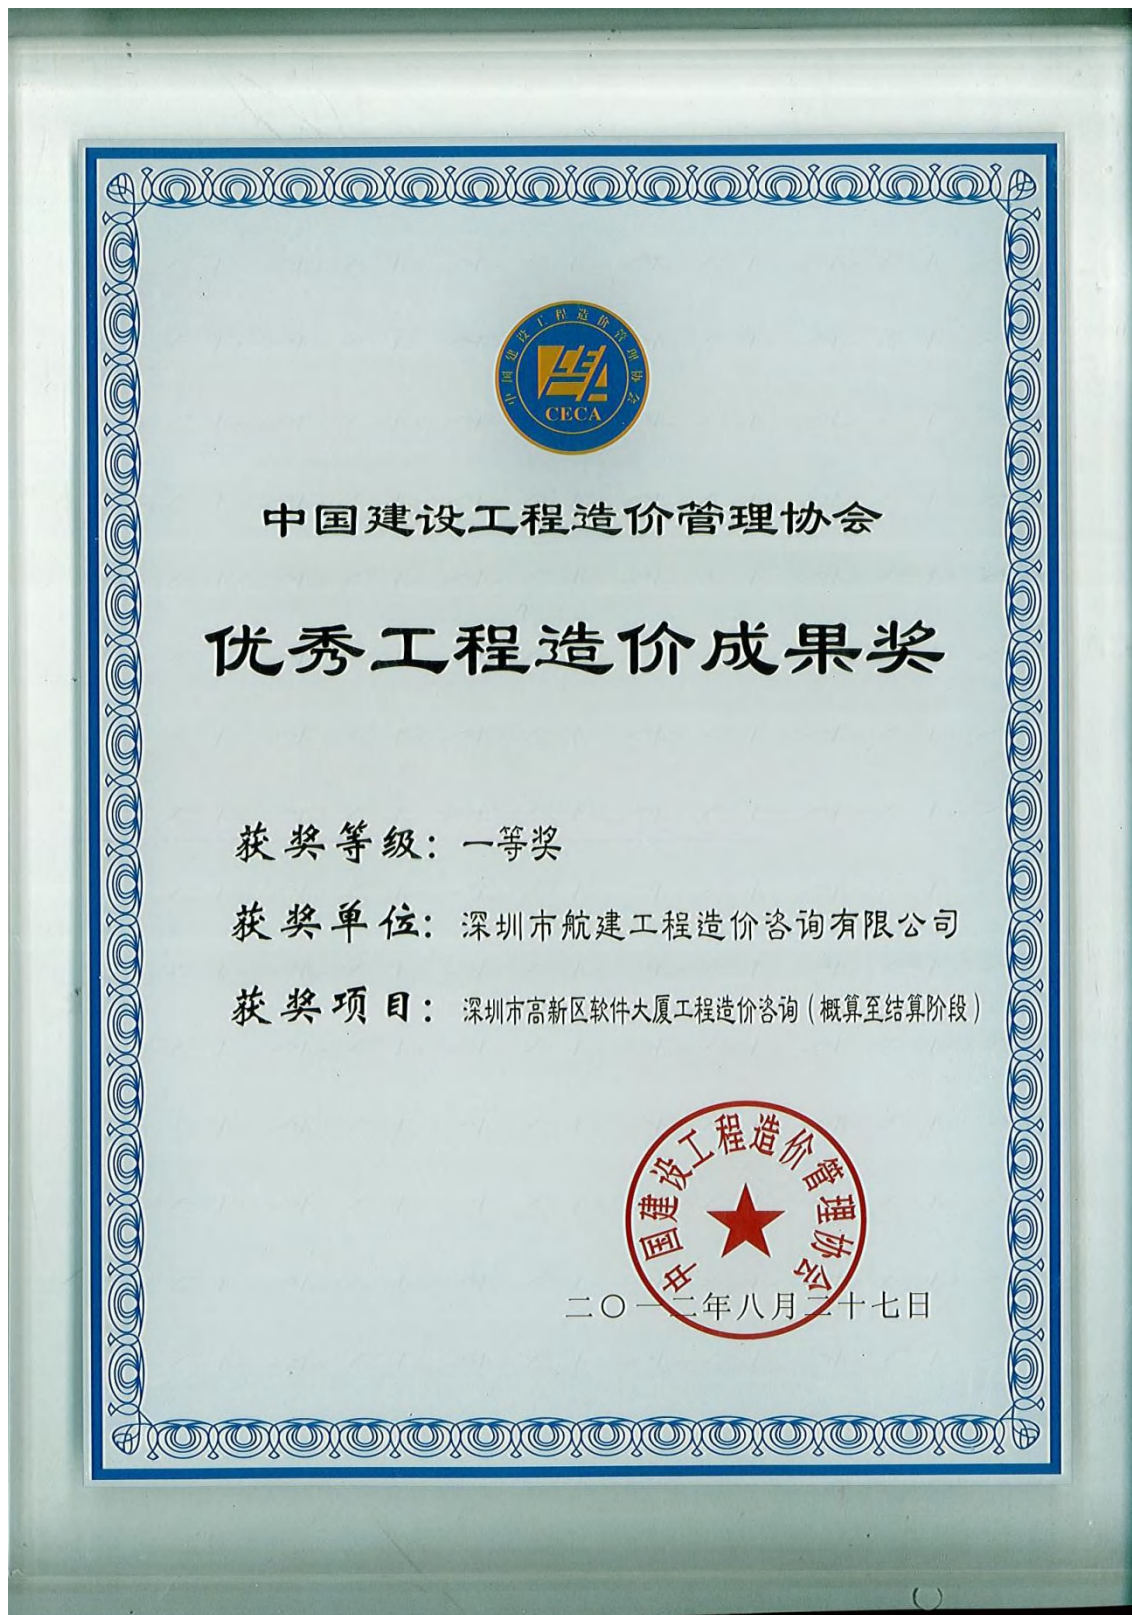 中国建设工程造价管理协会
CECA
中国建设工程造价管理协会
优秀工程造价成果奖
获奖等级：一等奖
获奖单位：深圳市航建工程造价咨询有限公司
获奖项目：深圳市高新区软件大厦工程造价咨询（概算至结算阶段）
中国建设工程造价管理协会
二〇一二年八月二十七日